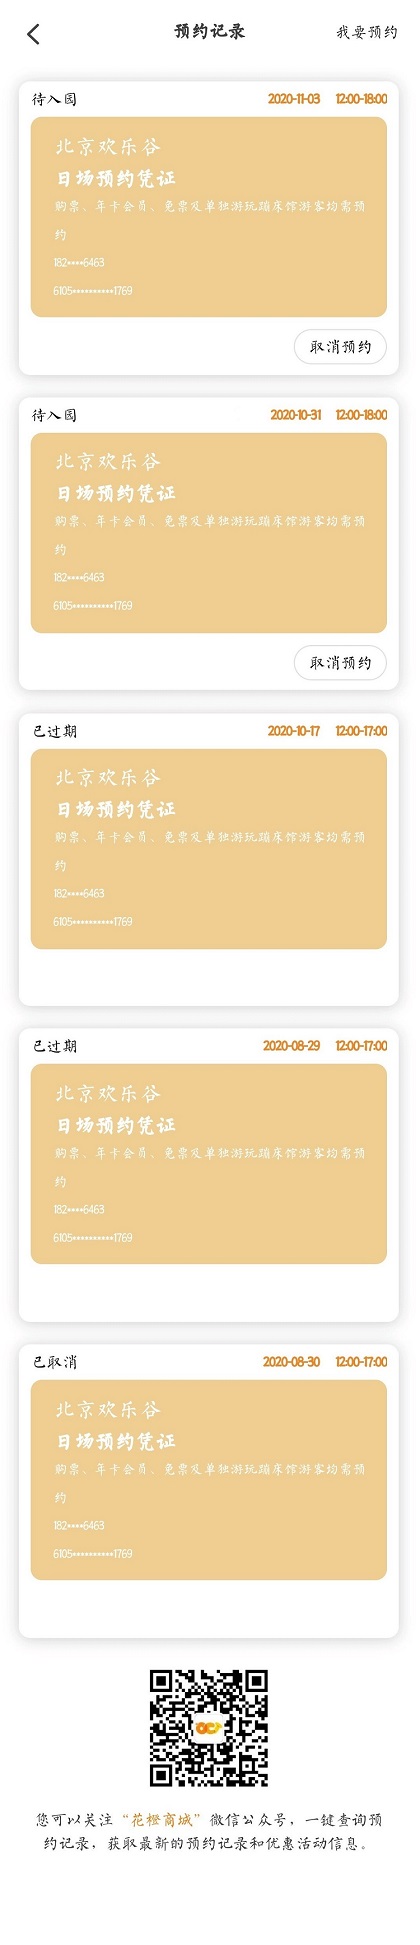 预约记录 我要预约
待入园 2020-11-03 12:00-18:00
北京欢乐谷
日场预约凭证
购票、年卡会员、免票及单独游玩蹦床馆游客均需预
约
182****6463
6105**********1769
取消预约
待入园 2020-10-31 12:00-18:00
北京欢乐谷
日场预约凭证
购票、年卡会员、免票及单独游玩蹦床馆游客均需预
约
182****6463
6105**********1769
取消预约
已过期 2020-10-17 12:00-17:00
北京欢乐谷
日场预约凭证
购票、年卡会员、免票及单独游玩蹦床馆游客均需预
约
182****6463
6105**********1769
已过期 2020-08-29 12:00-17:00
北京欢乐谷
日场预约凭证
购票、年卡会员、免票及单独游玩蹦床馆游客均需预
约
182****6463
6105**********1769
已取消 2020-08-30 12:00-17:00
北京欢乐谷
日场预约凭证
购票、年卡会员、免票及单独游玩蹦床馆游客均需预
约
182****6463
6105**********1769
您可以关注“花橙商城”微信公众号，一键查询预
约记录，获取最新的预约记录和优惠活动信息。